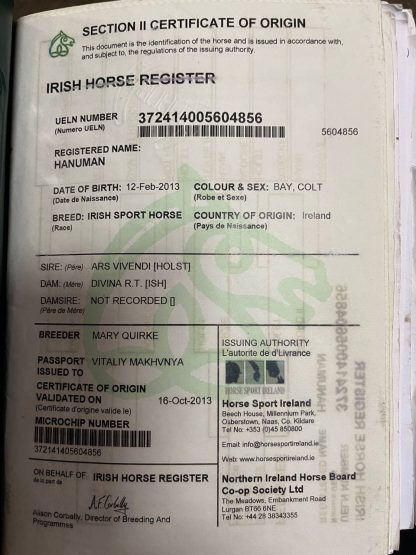 SECTION II CERTIFICATE OF ORIGIN
This document is the identification of the horse and is issued in accordance with,
and subject to, the regulations of the issuing authority.
IRISH HORSE REGISTER
UELN NUMBER 372414005604856
(Numero UELN) 5604856
REGISTERED NAME:
HANUMAN
DATE OF BIRTH: 12-Feb-2013 COLOUR & SEX: BAY, COLT
(Date de Naissance) (Robe et Sexe)
BREED: IRISH SPORT HORSE COUNTRY OF ORIGIN: Ireland
(Race) (Pays de Naissance)
SIRE: (Père) ARS VIVENDI [HOLST]
DAM: (Mére) DIVINA R.T. [ISH]
DAMSIRE: NOT RECORDED []
(Père de Mére)
BREEDER MARY QUIRKE
PASSPORT VITALIY MAKHVNYA
ISSUED TO
CERTIFICATE OF ORIGIN
VALIDATED ON 16-Oct-2013
(Certificate d'origine valide le)
MICROCHIP NUMBER
372141405604856
ON BEHALF OF IRISH HORSE REGISTER
de la part de
Alison Corbally, Director of Breeding And
Programmes
ISSUING AUTHORITY
L'autorite de d'Livrance
HORSE SPORT IRELAND
Horse Sport Ireland
Beech House, Millennium Park,
Osberstown, Naas, Co. Kildare
Tel No: +353 (0)45 850800
Email: info@horsesportireland.ie
Web: www.horsesportireland.ie
Northern Ireland Horse Board
Co-op Society Ltd
The Meadows, Embankment Road
Lurgan BT66 6NE
Tel No: +44 28 38343355